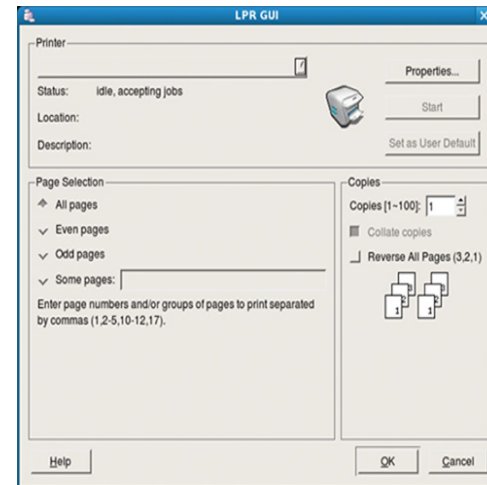 LPR GUI
Printer
Properties...
Status: idle, accepting jobs
Start
Location:
Description:
Set as User Default
Page Selection
All pages
Even pages
Odd pages
Some pages:
Enter page numbers and/or groups of pages to print separated
by commas (1,2-5,10-12,17).
Copies
Copies [1~100]: 1
Collate copies
Reverse All Pages (3,2,1)
1 2 3 1 2 3
Help
OK
Cancel